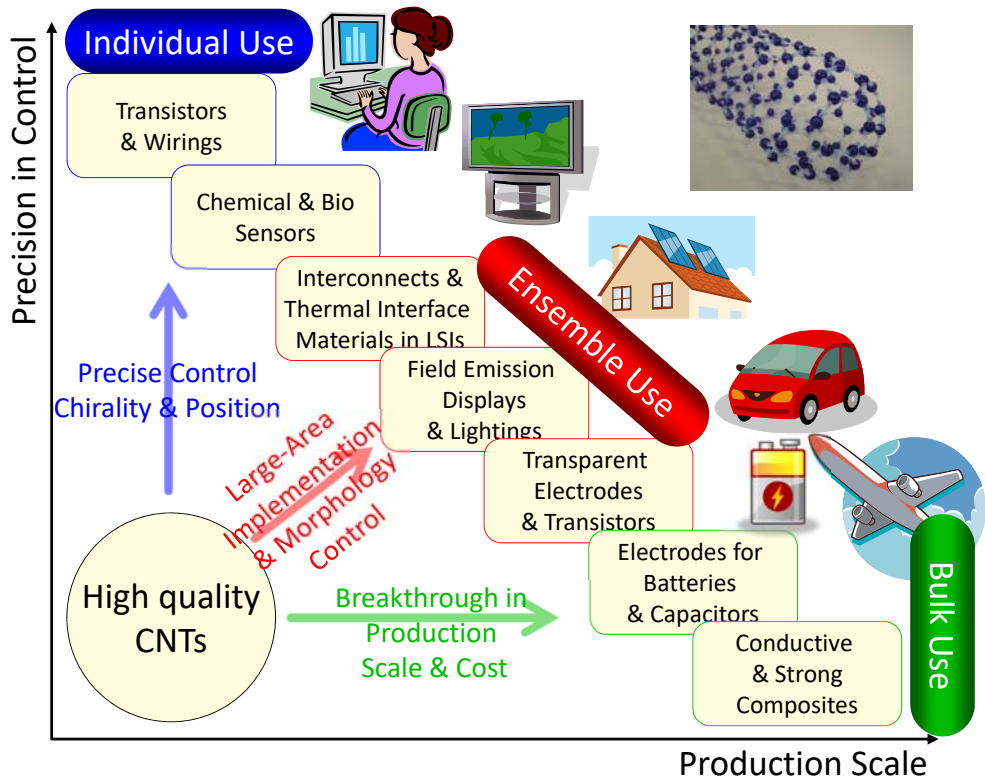 Individual Use
Precision in Control
Transistors
& Wirings
Chemical & Bio
Sensors
Interconnects &
Thermal Interface
Materials in LSIs
Ensemble Use
Field Emission
Displays
& Lightings
Precise Control
Chirality & Position
Large-Area
Implementation
& Morphology
Control
Transparent
Electrodes
& Transistors
Electrodes for
Batteries
& Capacitors
Bulk Use
High quality
CNTs
Breakthrough in
Production
Scale & Cost
Conductive
& Strong
Composites
Production Scale